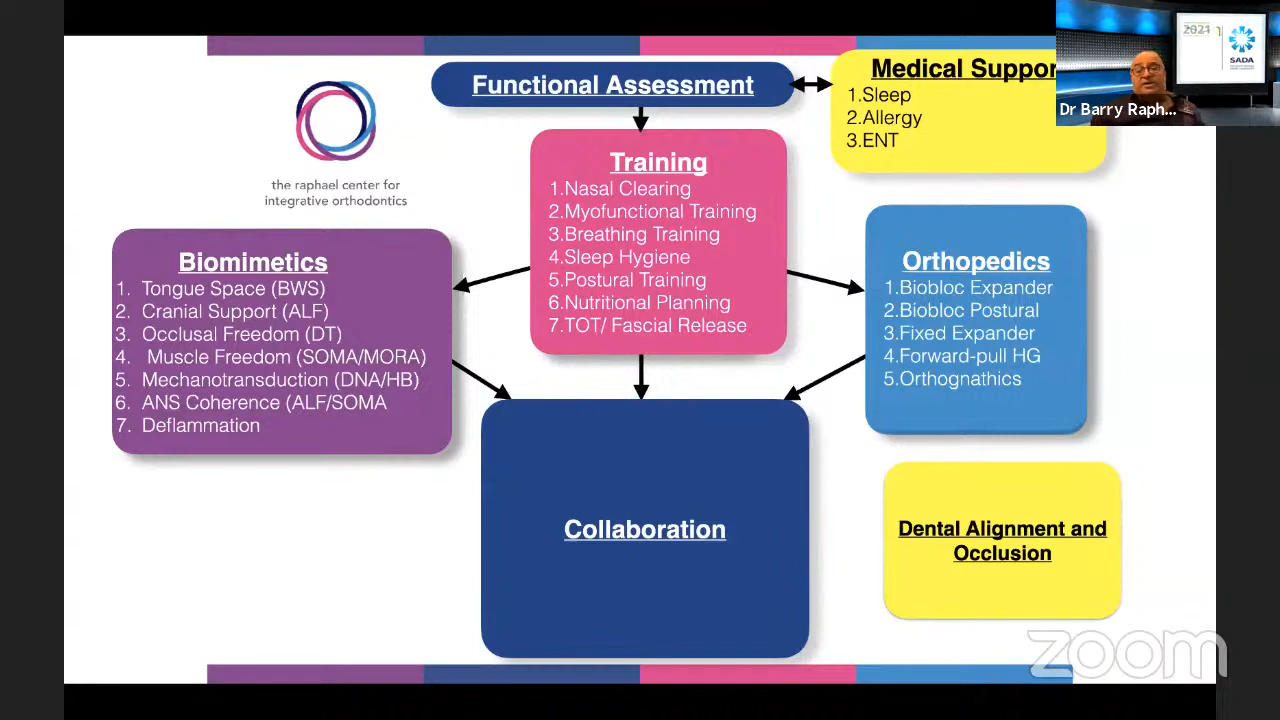 Functional Assessment
Medical Suppor
1.Sleep
2.Allergy
3.ENT
2021
SADA
Dr Barry Raph...
the raphael center for
integrative orthodontics
Training
1.Nasal Clearing
2.Myofunctional Training
3.Breathing Training
4.Sleep Hygiene
5.Postural Training
6.Nutritional Planning
7.TOT/ Fascial Release
Biomimetics
1. Tongue Space (BWS)
2. Cranial Support (ALF)
3. Occlusal Freedom (DT)
4. Muscle Freedom (SOMA/MORA)
5. Mechanotransduction (DNA/HB)
6. ANS Coherence (ALF/SOMA
7. Deflammation
Orthopedics
1.Biobloc Expander
2.Biobloc Postural
3.Fixed Expander
4.Forward-pull HG
5.Orthognathics
Collaboration
Dental Alignment and
Occlusion
zoom